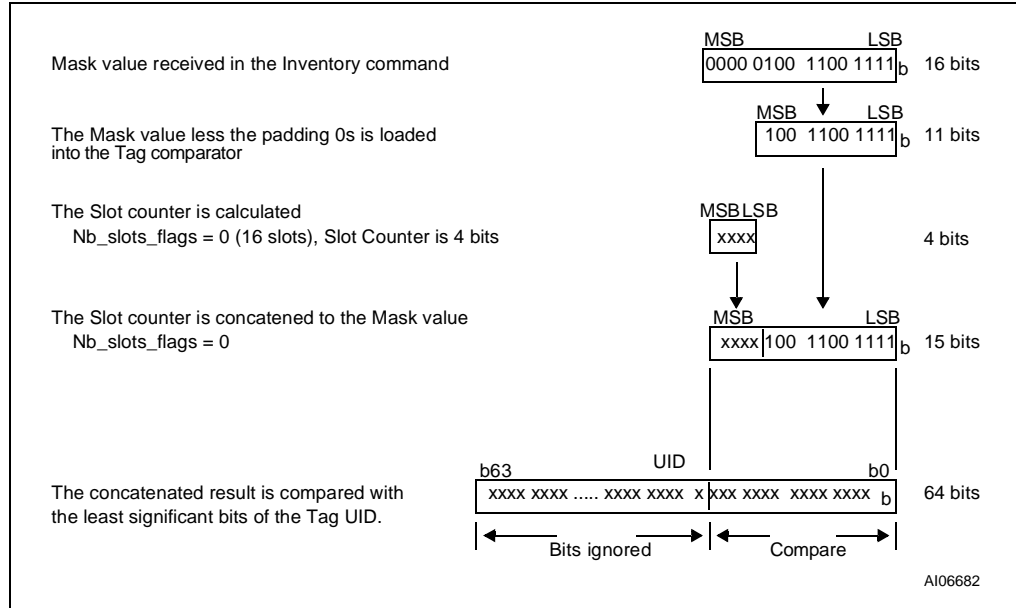 MSB LSB
Mask value received in the Inventory command 0000 0100 1100 1111 b 16 bits
MSB LSB
The Mask value less the padding 0s is loaded
into the Tag comparator
100 1100 1111 b 11 bits
The Slot counter is calculated
MSB LSB
Nb_slots_flags = 0 (16 slots), Slot Counter is 4 bits xxxx 4 bits
The Slot counter is concatened to the Mask value
MSB LSB
Nb_slots_flags = 0 xxxx 100 1100 1111 b 15 bits
UID
b63 b0
The concatenated result is compared with
the least significant bits of the Tag UID.
xxxx xxxx ..... xxxx xxxx x xxx xxxx xxxx xxxx b 64 bits
Bits ignored Compare
AI06682